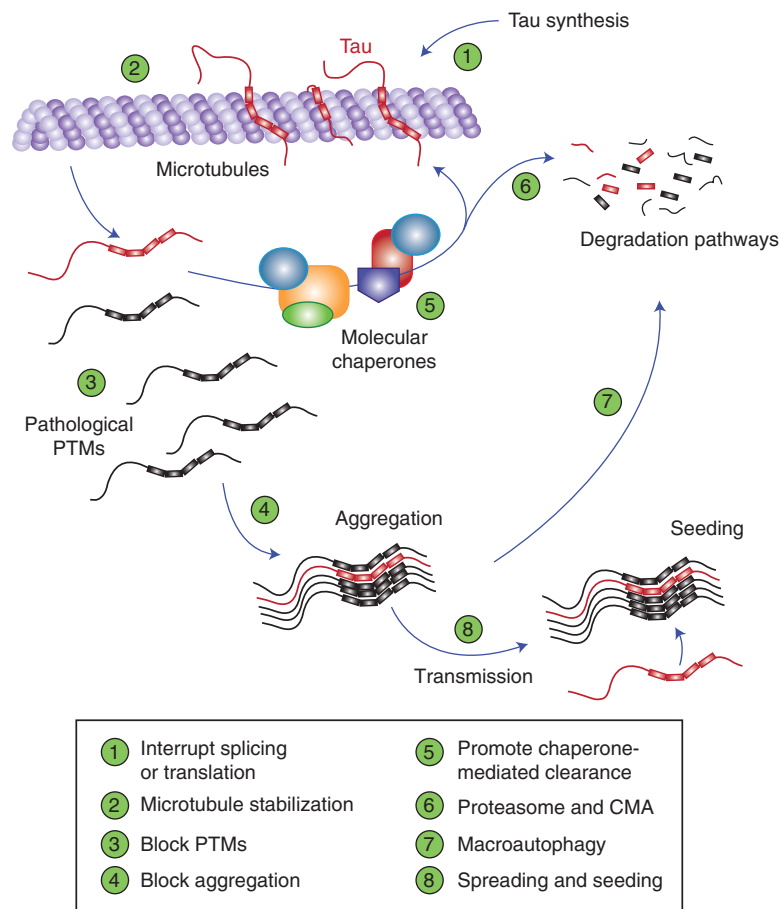 Tau synthesis
Tau
1
2
Microtubules
6
Degradation pathways
5
Molecular
chaperones
3
Pathological
PTMs
7
4
Aggregation
Seeding
8
Transmission
1 Interrupt splicing
or translation
2 Microtubule stabilization
3 Block PTMs
4 Block aggregation
5 Promote chaperone-
mediated clearance
6 Proteasome and CMA
7 Macroautophagy
8 Spreading and seeding